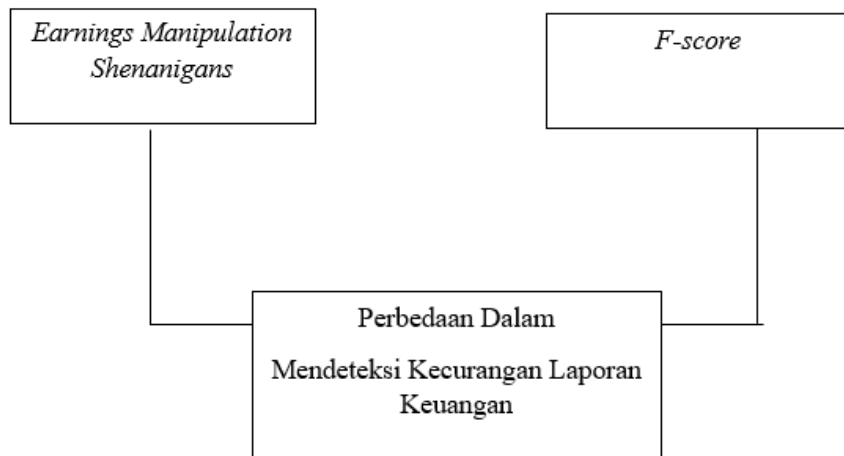 Earnings Manipulation
Shenanigans
F-score
Perbedaan Dalam
Mendeteksi Kecurangan Laporan
Keuangan